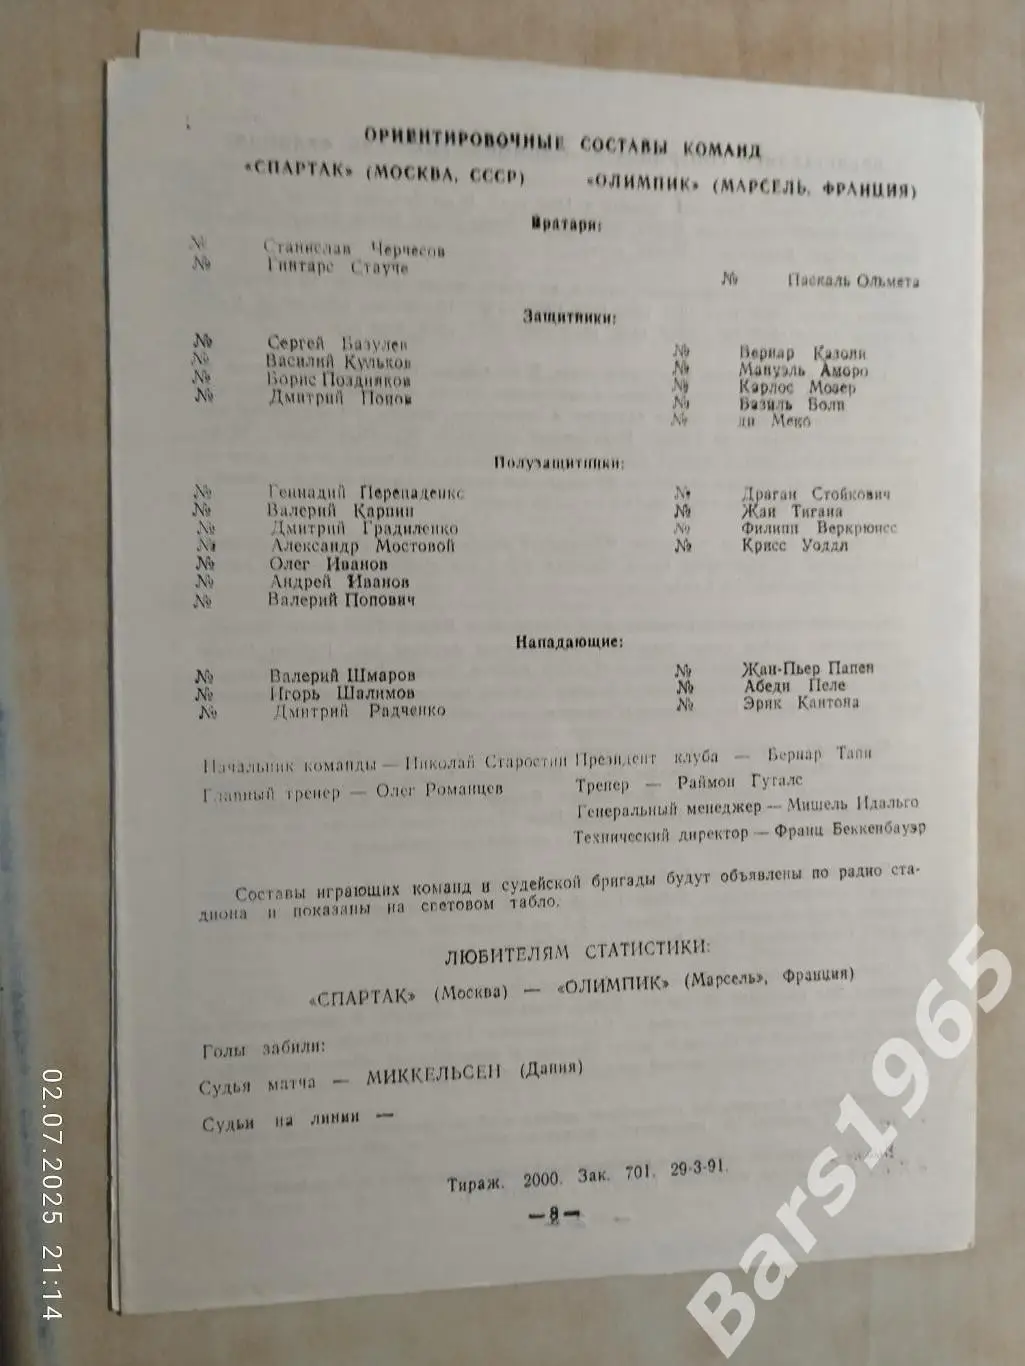 ОРИЕНТИРОВОЧНЫЕ СОСТАВЫ КОМАНД
«СПАРТАК» (МОСКВА, СССР) «ОЛИМПИК» (МАРСЕЛЬ, ФРАНЦИЯ)
Вратари:
№ Станислав Черчесов
№ Гинтарс Стауче
№ Паскаль Ольмета
Защитники:
№ Сергей Базулев
№ Василий Кульков
№ Борис Поздняков
№ Дмитрий Попов
№ Бернар Казони
№ Мануэль Аморо
№ Карлос Мозер
№ Базиль Боли
№ ди Меко
Полузащитники:
№ Геннадий Перепаденко
№ Валерий Карпин
№ Дмитрий Градиленко
№ Александр Мостовой
№ Олег Иванов
№ Андрей Иванов
№ Валерий Попович
№ Драган Стойкович
№ Жан Тигана
№ Филипп Веркрюисс
№ Крисс Уоддл
Нападающие:
№ Валерий Шмаров
№ Игорь Шалимов
№ Дмитрий Радченко
№ Жан-Пьер Папен
№ Абеди Пеле
№ Эрик Кантона
Начальник команды — Николай Старостин
Главный тренер — Олег Романцев
Президент клуба — Бернар Тапи
Тренер — Раймон Гуталс
Генеральный менеджер — Мишель Идальго
Технический директор — Франц Беккенбауэр
Составы играющих команд и судейской бригады будут объявлены по радио ста-
диона и показаны на световом табло.
ЛЮБИТЕЛЯМ СТАТИСТИКИ:
«СПАРТАК» (Москва) — «ОЛИМПИК» (Марсель», Франция)
Голы забили:
Судья матча — МИККЕЛЬСЕН (Дания)
Судьи на линии —
Тираж. 2000. Зак. 701. 29-3-91.
—8—
02.07.2025 21:14
Bars1965